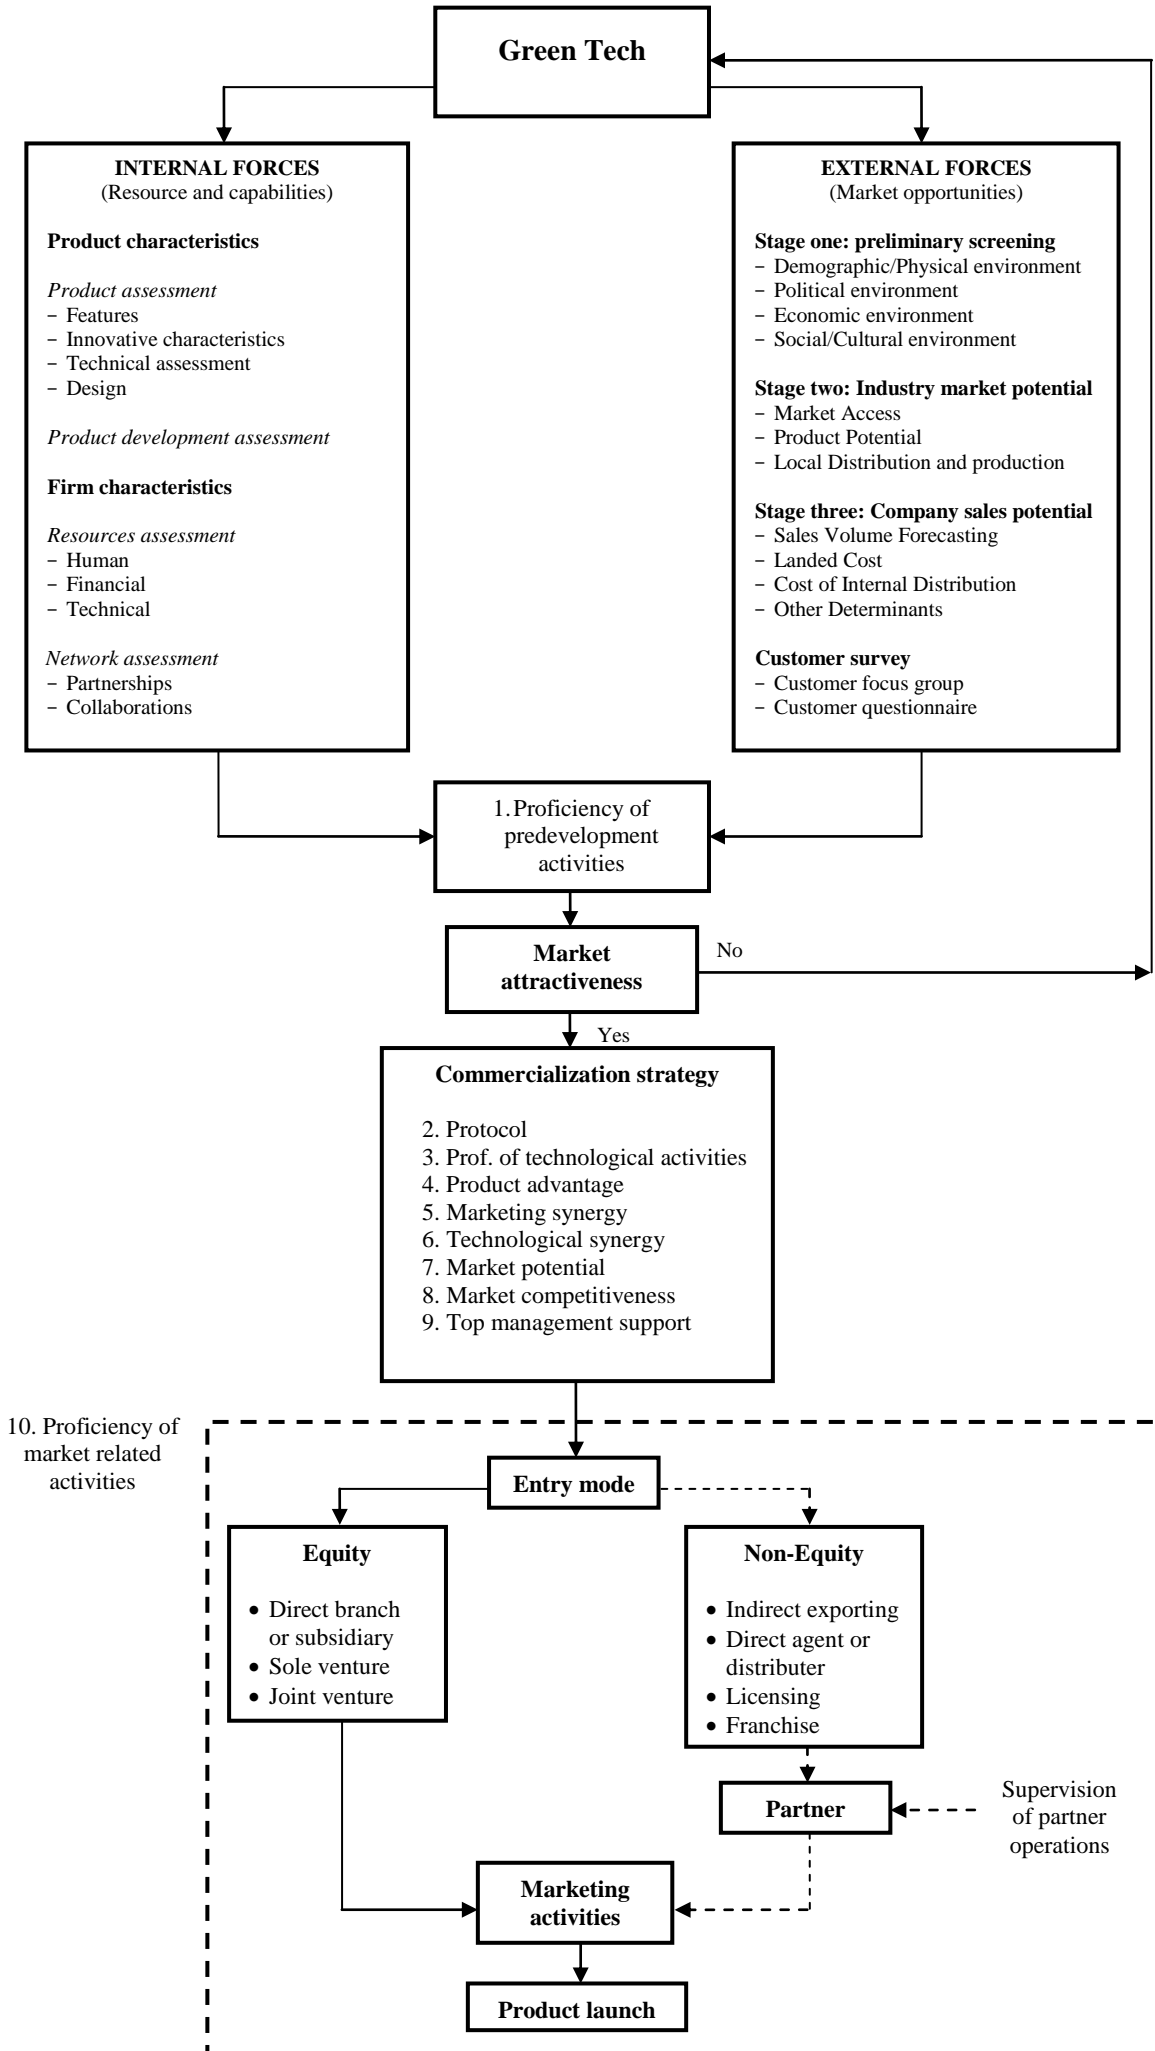 Green Tech
INTERNAL FORCES
(Resource and capabilities)
Product characteristics
Product assessment
− Features
− Innovative characteristics
− Technical assessment
− Design
Product development assessment
Firm characteristics
Resources assessment
− Human
− Financial
− Technical
Network assessment
− Partnerships
− Collaborations
EXTERNAL FORCES
(Market opportunities)
Stage one: preliminary screening
− Demographic/Physical environment
− Political environment
− Economic environment
− Social/Cultural environment
Stage two: Industry market potential
− Market Access
− Product Potential
− Local Distribution and production
Stage three: Company sales potential
− Sales Volume Forecasting
− Landed Cost
− Cost of Internal Distribution
− Other Determinants
Customer survey
− Customer focus group
− Customer questionnaire
1. Proficiency of
predevelopment
activities
Market
attractiveness
No
Yes
Commercialization strategy
2. Protocol
3. Prof. of technological activities
4. Product advantage
5. Marketing synergy
6. Technological synergy
7. Market potential
8. Market competitiveness
9. Top management support
10. Proficiency of
market related
activities
Entry mode
Equity
• Direct branch
or subsidiary
• Sole venture
• Joint venture
Non-Equity
• Indirect exporting
• Direct agent or
distributer
• Licensing
• Franchise
Partner
Supervision
of partner
operations
Marketing
activities
Product launch